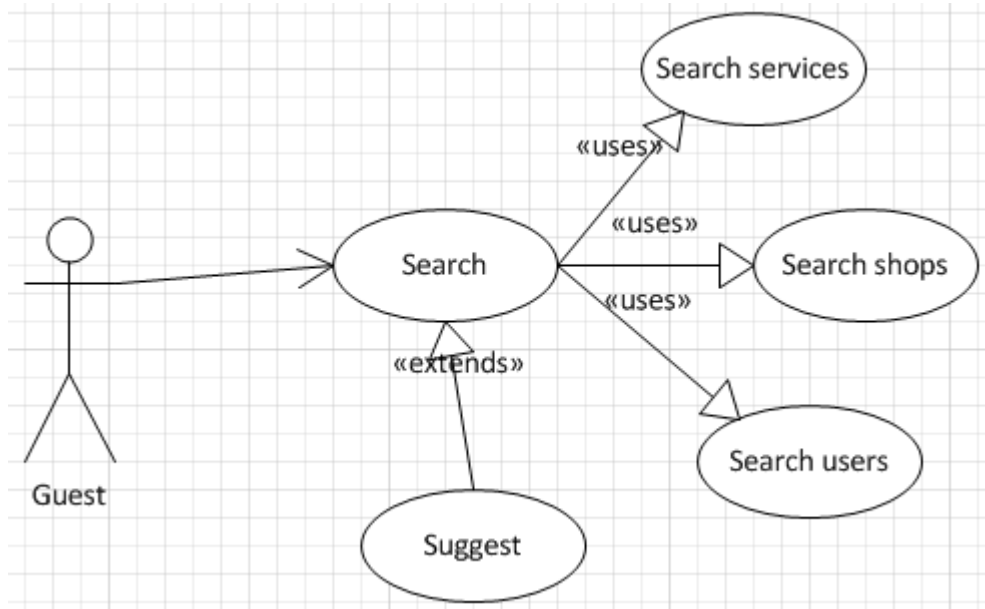 Search services
«uses»
«uses»
Search
Search shops
«uses»
«extends»
Search users
Guest
Suggest